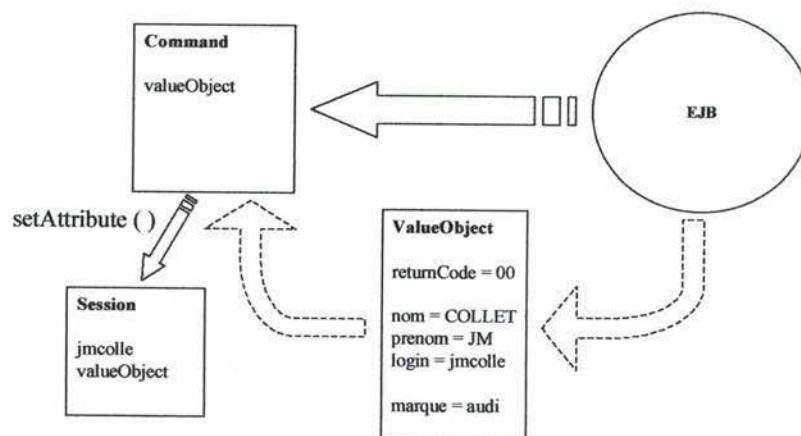 Command
valueObject
EJB
setAttribute ( )
ValueObject
returnCode = 00
nom = COLLET
prenom = JM
login = jmcolle
marque = audi
Session
jmcolle
valueObject